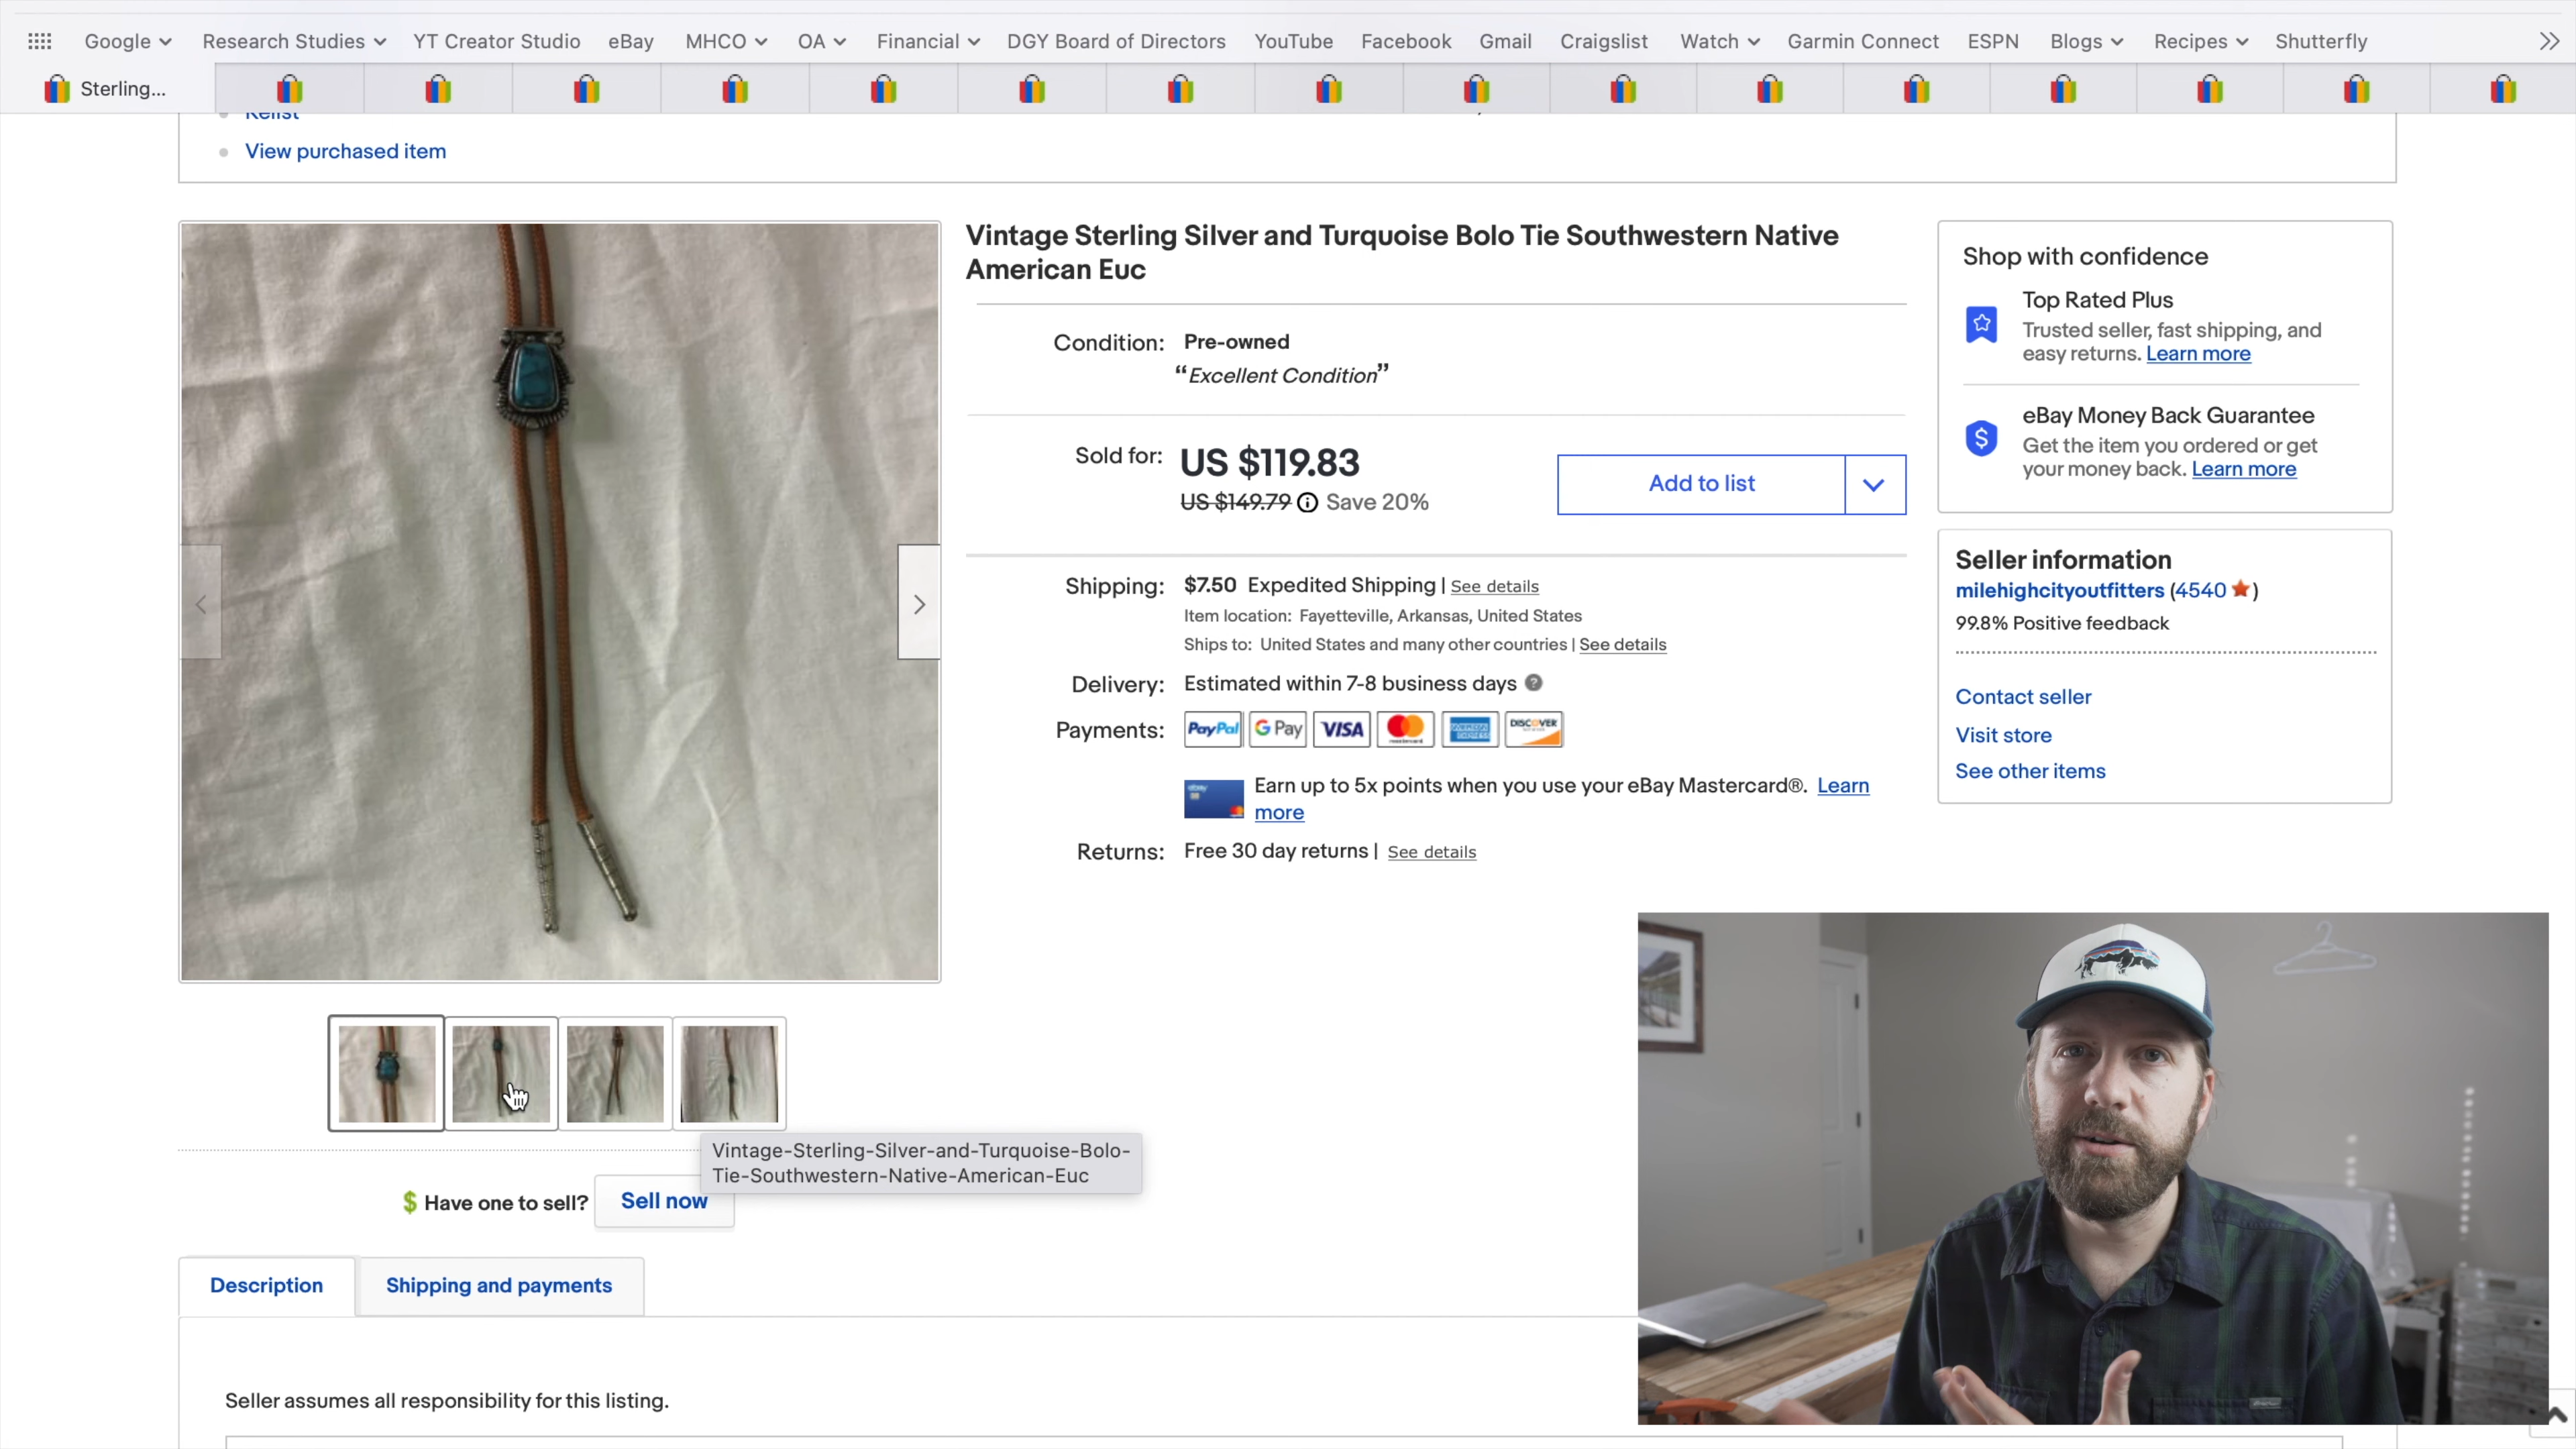 Google Research Studies YT Creator Studio eBay MHCO OA Financial DGY Board of Directors YouTube Facebook Gmail Craigslist Watch Garmin Connect ESPN Blogs Recipes Shutterfly
Sterling...
Relist
View purchased item
Vintage Sterling Silver and Turquoise Bolo Tie Southwestern Native
American Euc
Condition: Pre-owned
“Excellent Condition”
Sold for: US $119.83
US $149.79 Save 20%
Add to list
Shipping: $7.50 Expedited Shipping | See details
Item location: Fayetteville, Arkansas, United States
Ships to: United States and many other countries | See details
Delivery: Estimated within 7-8 business days
Payments: PayPal G Pay VISA mastercard AMERICAN EXPRESS DISCOVER
Earn up to 5x points when you use your eBay Mastercard®. Learn
more
Returns: Free 30 day returns | See details
Shop with confidence
Top Rated Plus
Trusted seller, fast shipping, and
easy returns. Learn more
eBay Money Back Guarantee
Get the item you ordered or get
your money back. Learn more
Seller information
milehighcityoutfitters (4540 )
99.8% Positive feedback
Contact seller
Visit store
See other items
Vintage-Sterling-Silver-and-Turquoise-Bolo-
Tie-Southwestern-Native-American-Euc
$ Have one to sell? Sell now
Description Shipping and payments
Seller assumes all responsibility for this listing.